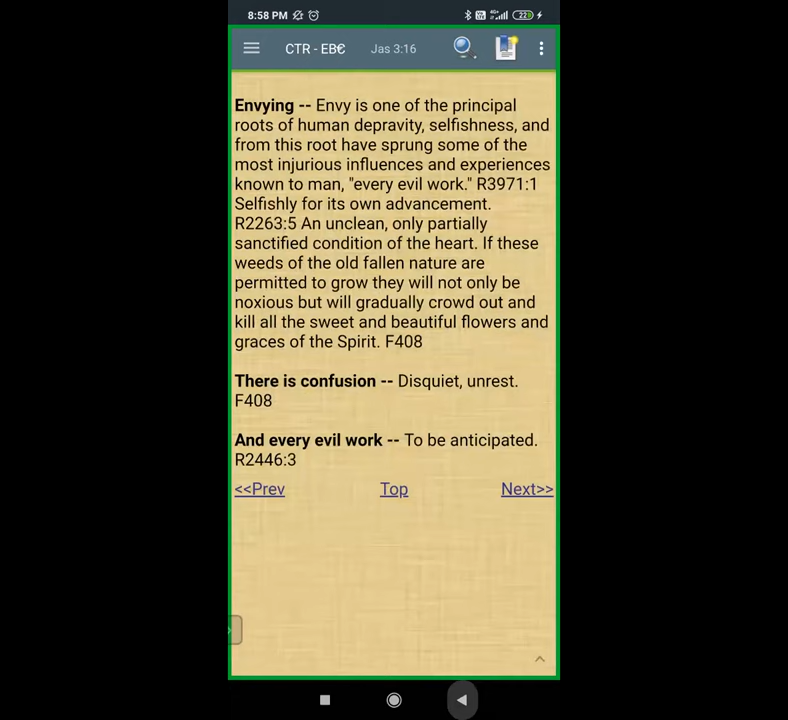 8:58 PM 4G+ 22
CTR - EB€ Jas 3:16
Envying -- Envy is one of the principal
roots of human depravity, selfishness, and
from this root have sprung some of the
most injurious influences and experiences
known to man, "every evil work." R3971:1
Selfishly for its own advancement.
R2263:5 An unclean, only partially
sanctified condition of the heart. If these
weeds of the old fallen nature are
permitted to grow they will not only be
noxious but will gradually crowd out and
kill all the sweet and beautiful flowers and
graces of the Spirit. F408
There is confusion -- Disquiet, unrest.
F408
And every evil work -- To be anticipated.
R2446:3
<<Prev Top Next>>